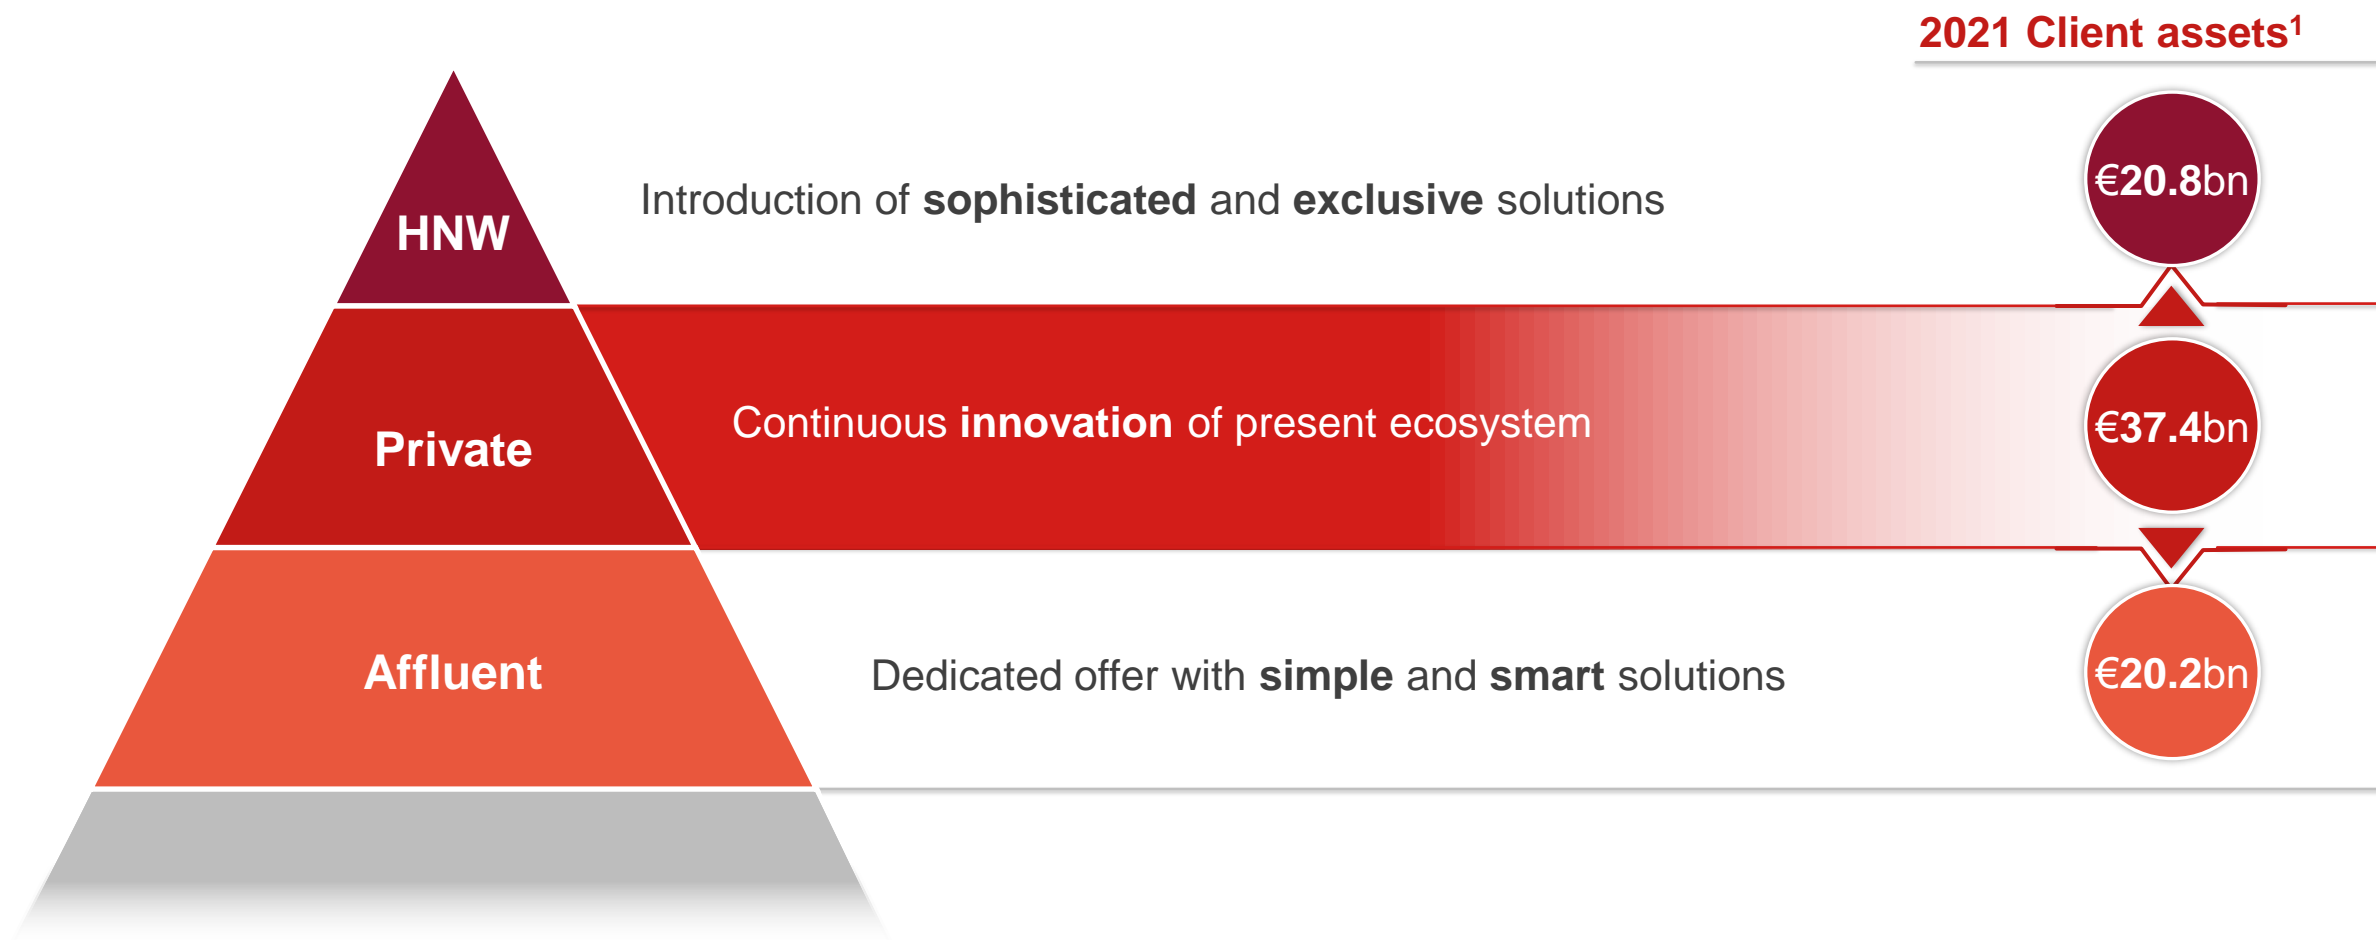 2021 Client assets¹
HNW
Introduction of sophisticated and exclusive solutions
€20.8bn
Private
Continuous innovation of present ecosystem
€37.4bn
Affluent
Dedicated offer with simple and smart solutions
€20.2bn